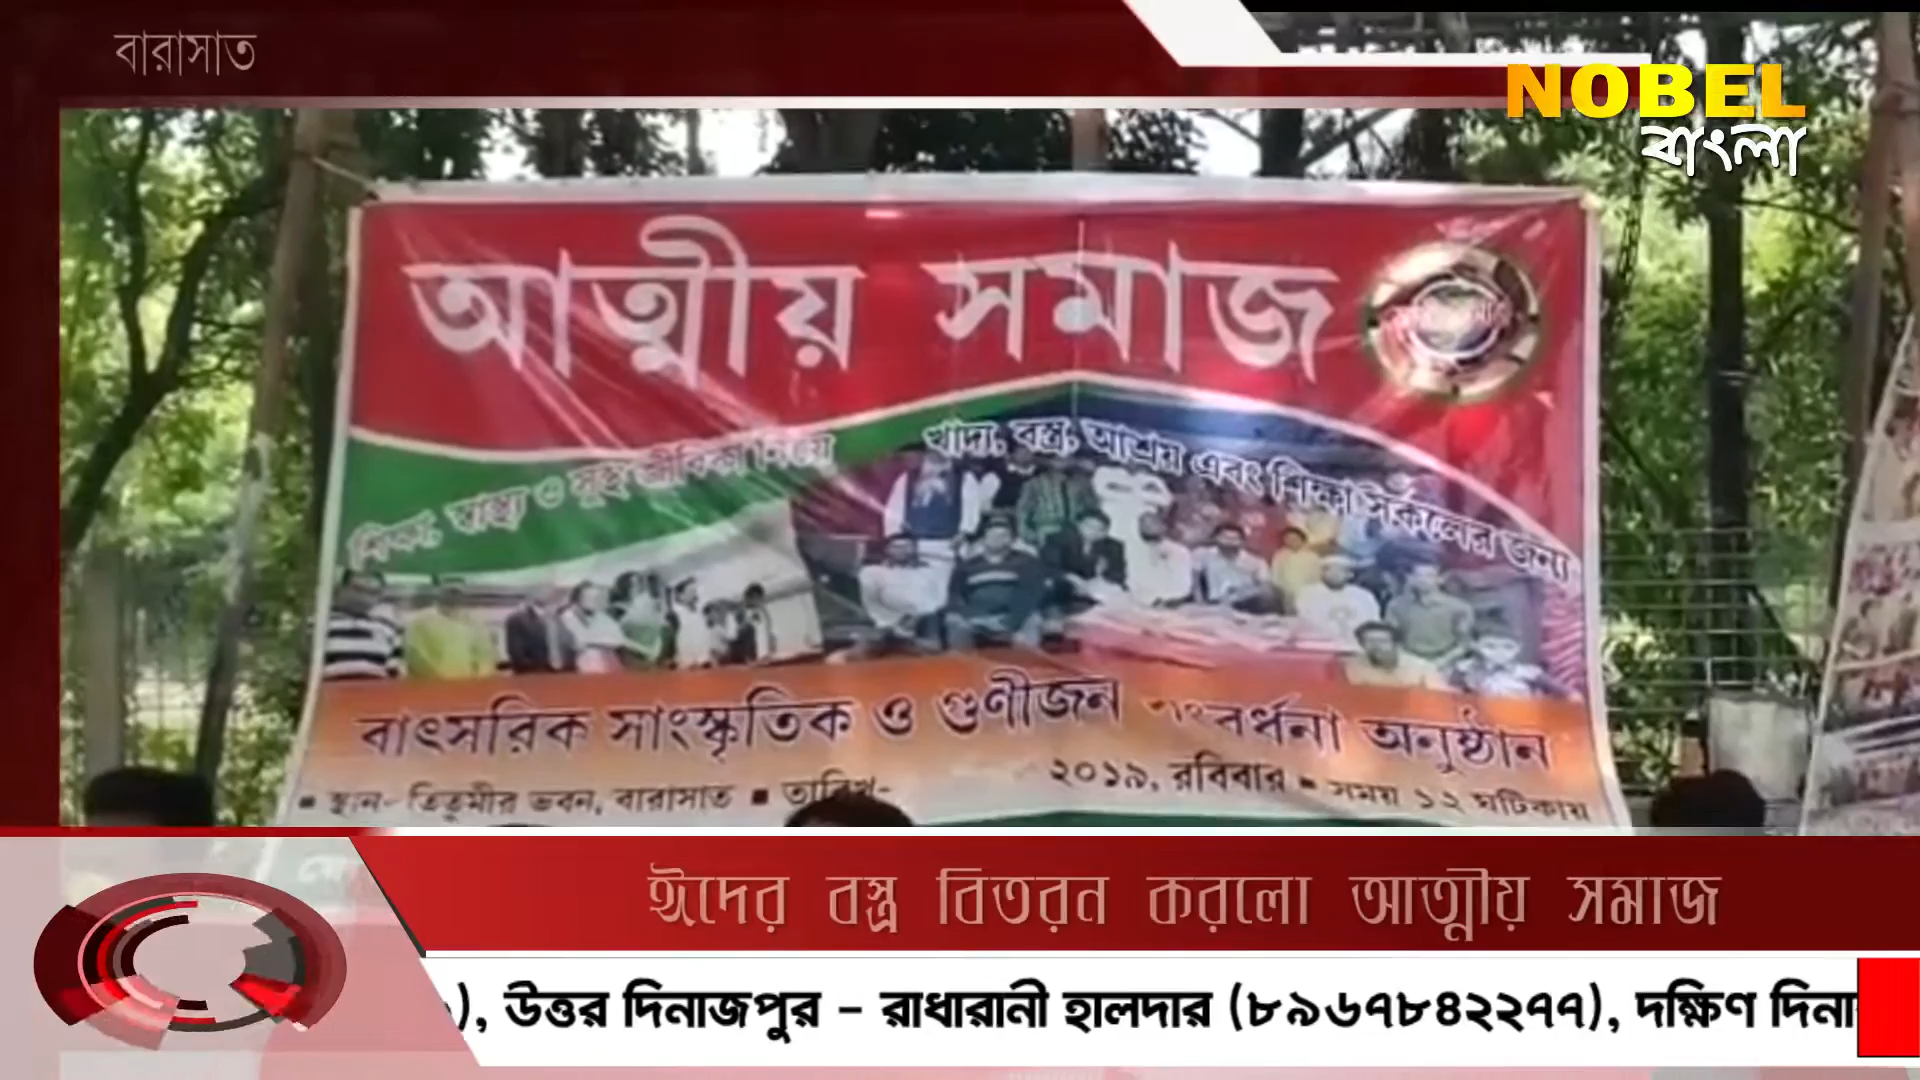 বারাসাত
NOBEL
বাংলা
আত্মীয় সমাজ
শিক্ষা, স্বাস্থ্য ও সুস্থ জীবিকা নিয়ে
খাদ্য, বস্ত্র, আশ্রয় এবং শিক্ষা সকলের জন্য
বাৎসরিক সাংস্কৃতিক ও গুণীজন সংবর্ধনা অনুষ্ঠান
▪ স্থান- তিতুমীর ভবন, বারাসাত ▪ তারিখ- ২০১৯, রবিবার ▪ সময় ১২ ঘটিকায়
ঈদের বস্ত্র বিতরন করলো আত্মীয় সমাজ
), উত্তর দিনাজপুর – রাধারানী হালদার (৮৯৬৭৮৪২২৭৭), দক্ষিণ দিনা